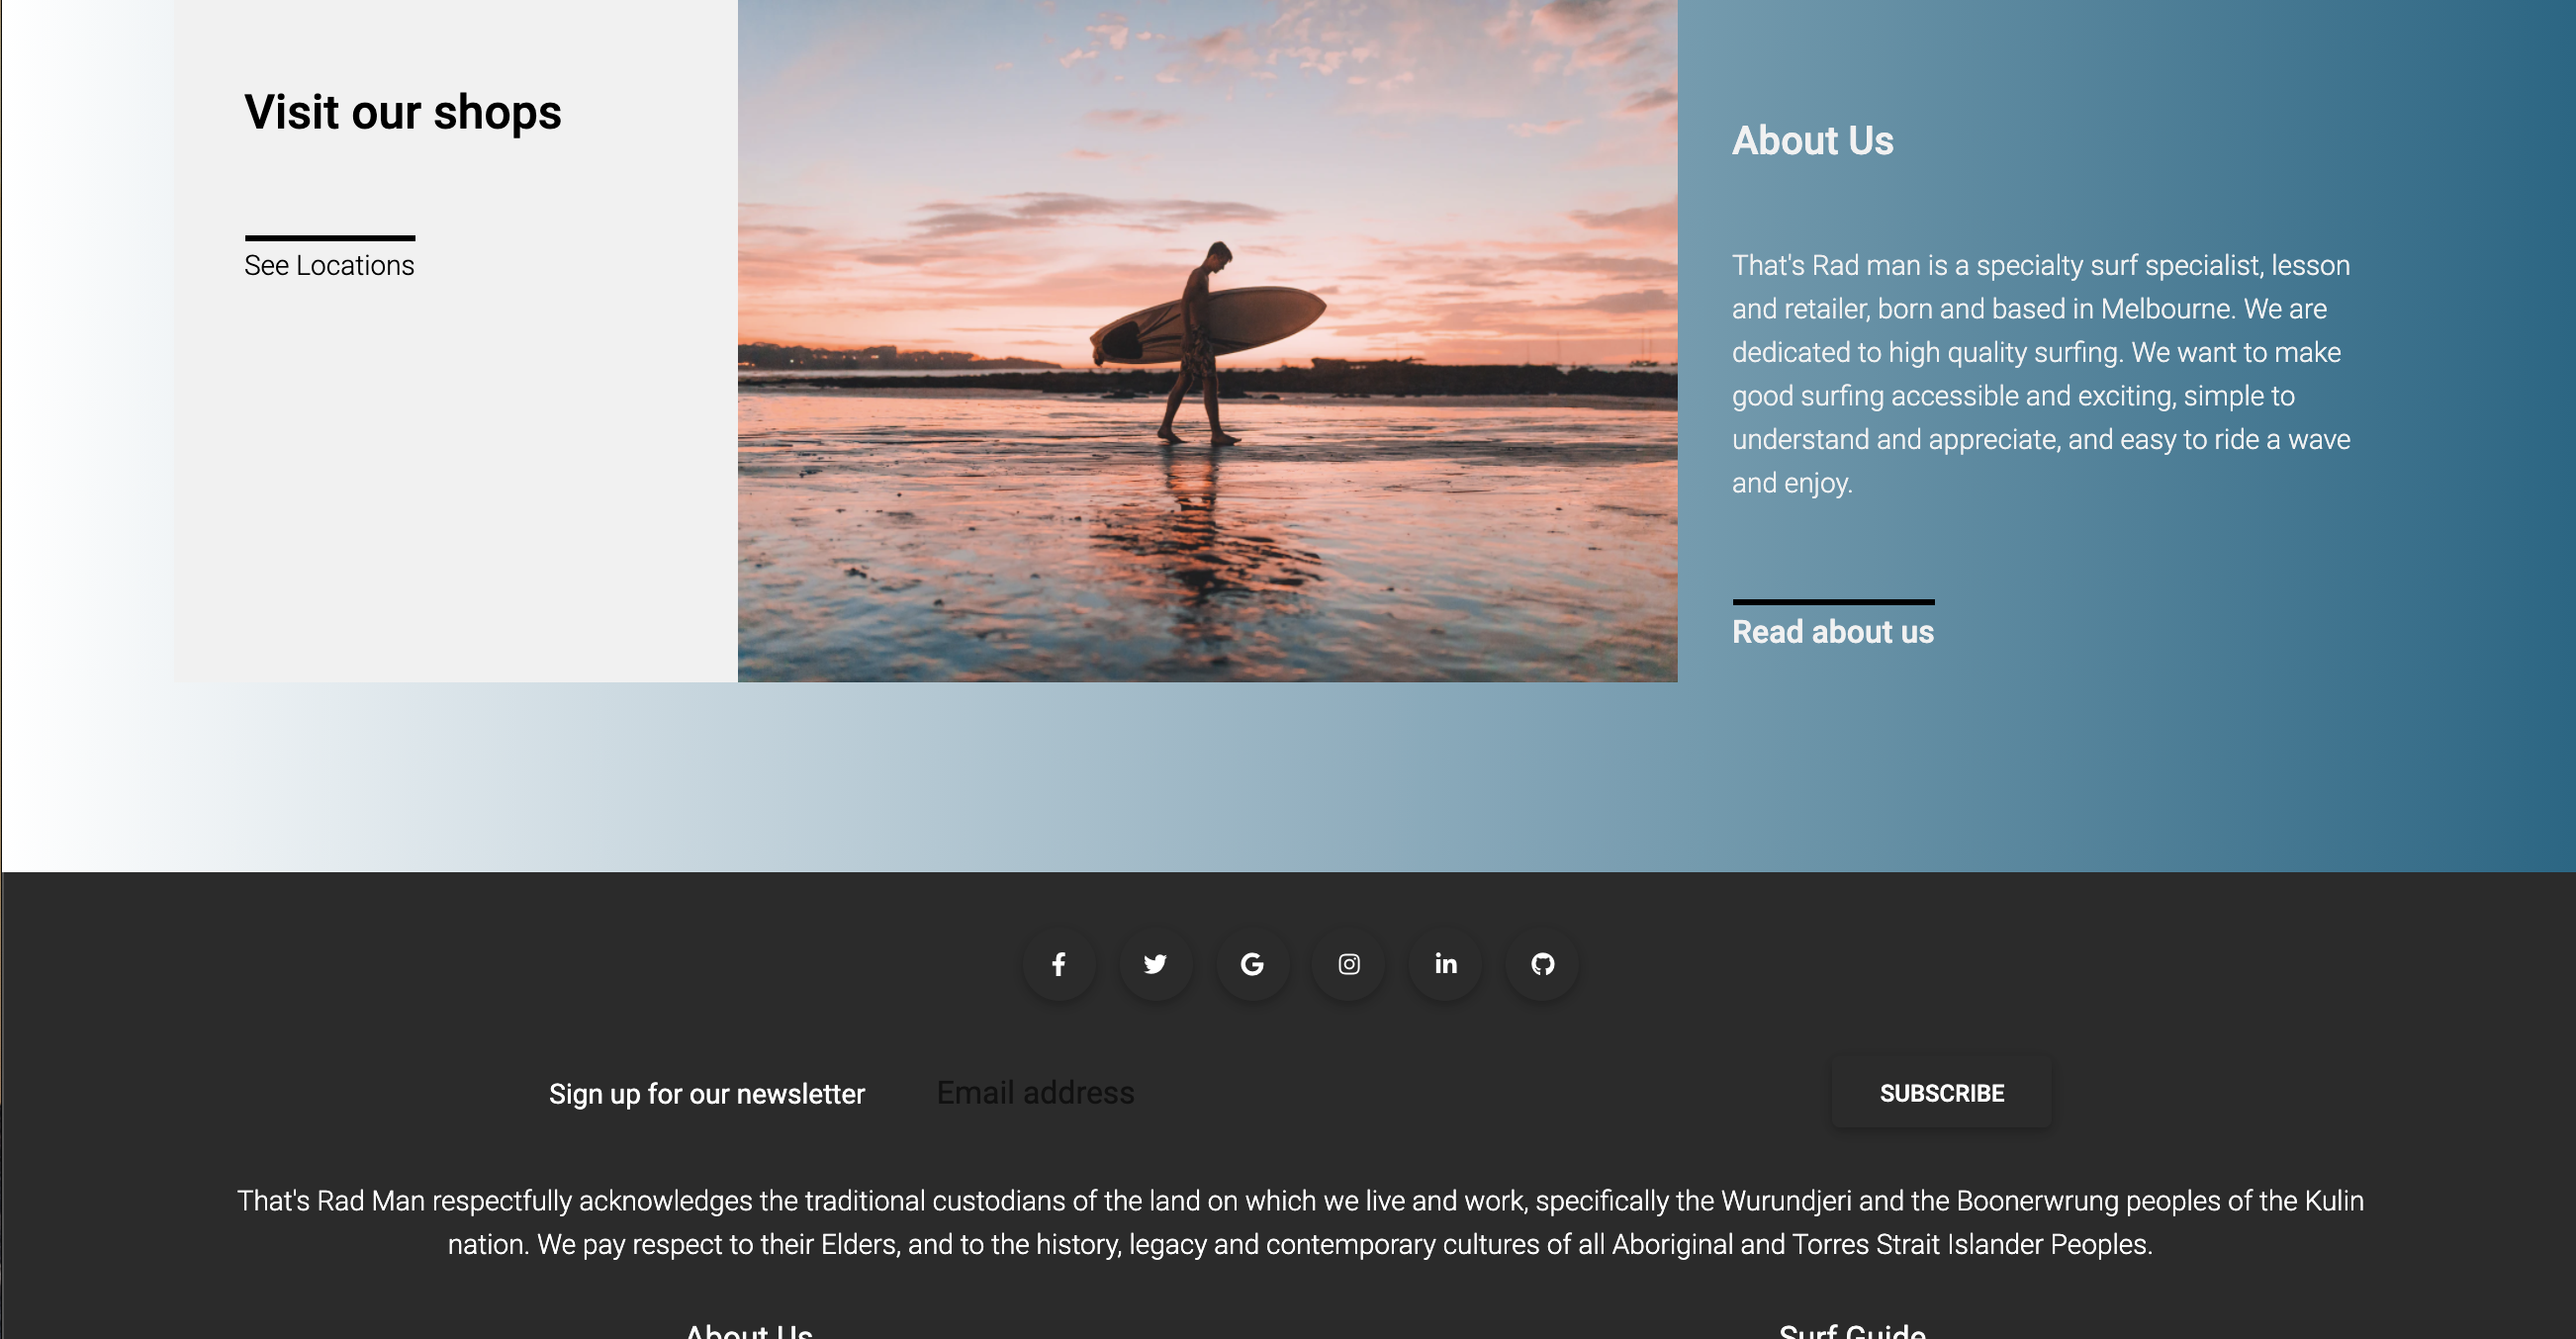 Visit our shops
See Locations
About Us
That's Rad man is a specialty surf specialist, lesson
and retailer, born and based in Melbourne. We are
dedicated to high quality surfing. We want to make
good surfing accessible and exciting, simple to
understand and appreciate, and easy to ride a wave
and enjoy.
Read about us
Sign up for our newsletter
Email address
SUBSCRIBE
That's Rad Man respectfully acknowledges the traditional custodians of the land on which we live and work, specifically the Wurundjeri and the Boonerwrung peoples of the Kulin
nation. We pay respect to their Elders, and to the history, legacy and contemporary cultures of all Aboriginal and Torres Strait Islander Peoples.
About Us
Surf Guide